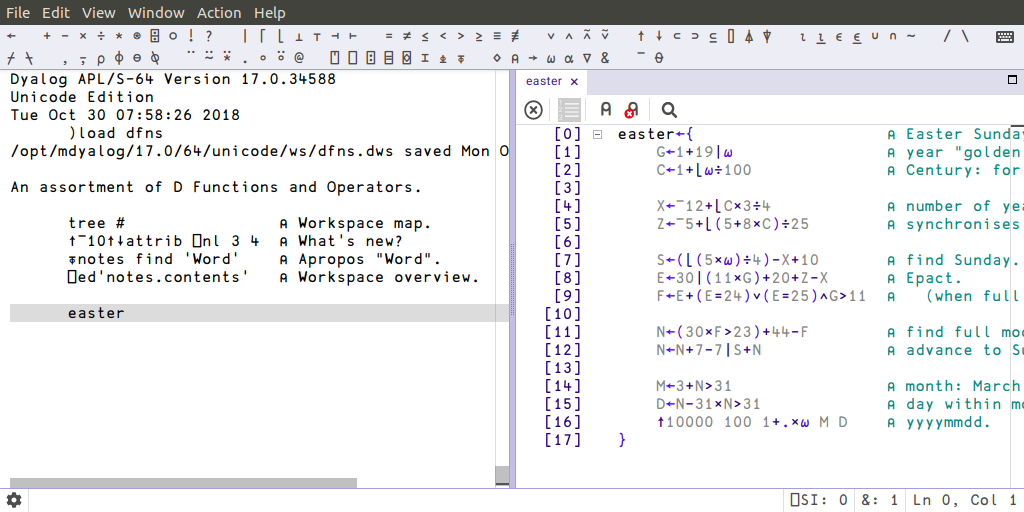 File Edit View Window Action Help
← + - × ÷ * ⍟ ⌹ ○ ! ? | ⌈ ⌊ ⊥ ⊤ ⊣ ⊢ = ≠ ≤ < > ≥ ≡ ≢ ∨ ∧ ⍲ ⍱ ↑ ↓ ⊂ ⊃ ⊆ ⌷ ⍋ ⍒ ⍳ ⍸ ∊ ⍷ ∪ ∩ ~ / \
⌿ ⍀ , ⍪ ⍴ ⌽ ⊖ ⍉ ¨ ⍨ ⍣ . ∘ ⍤ @ ⍞ ⎕ ⍠ ⌸ ⌺ ⌶ ⍎ ⍕ ⋄ ⍝ → ⍵ ⍺ ∇ & ¯ ⍬
Dyalog APL/S-64 Version 17.0.34588
Unicode Edition
Tue Oct 30 07:58:26 2018
)load dfns
/opt/mdyalog/17.0/64/unicode/ws/dfns.dws saved Mon O
An assortment of D Functions and Operators.
tree # ⍝ Workspace map.
↑¯10↑↓attrib ⎕nl 3 4 ⍝ What's new?
⍕notes find 'Word' ⍝ Apropos "Word".
⎕ed'notes.contents' ⍝ Workspace overview.
easter
easter ×
[0] easter←{ ⍝ Easter Sunday
[1] G←1+19|⍵ ⍝ year "golden
[2] C←1+⌊⍵÷100 ⍝ Century: for
[3]
[4] X←¯12+⌊C×3÷4 ⍝ number of yea
[5] Z←¯5+⌊(5+8×C)÷25 ⍝ synchronises
[6]
[7] S←(⌊(5×⍵)÷4)-X+10 ⍝ find Sunday.
[8] E←30|(11×G)+20+Z-X ⍝ Epact.
[9] F←E+(E=24)∨(E=25)∧G>11 ⍝ (when full
[10]
[11] N←(30×F>23)+44-F ⍝ find full moo
[12] N←N+7-7|S+N ⍝ advance to Su
[13]
[14] M←3+N>31 ⍝ month: March
[15] D←N-31×N>31 ⍝ day within mo
[16] ↑10000 100 1+.×⍵ M D ⍝ yyyymmdd.
[17] }
⎕SI: 0 &: 1 Ln 0, Col 1